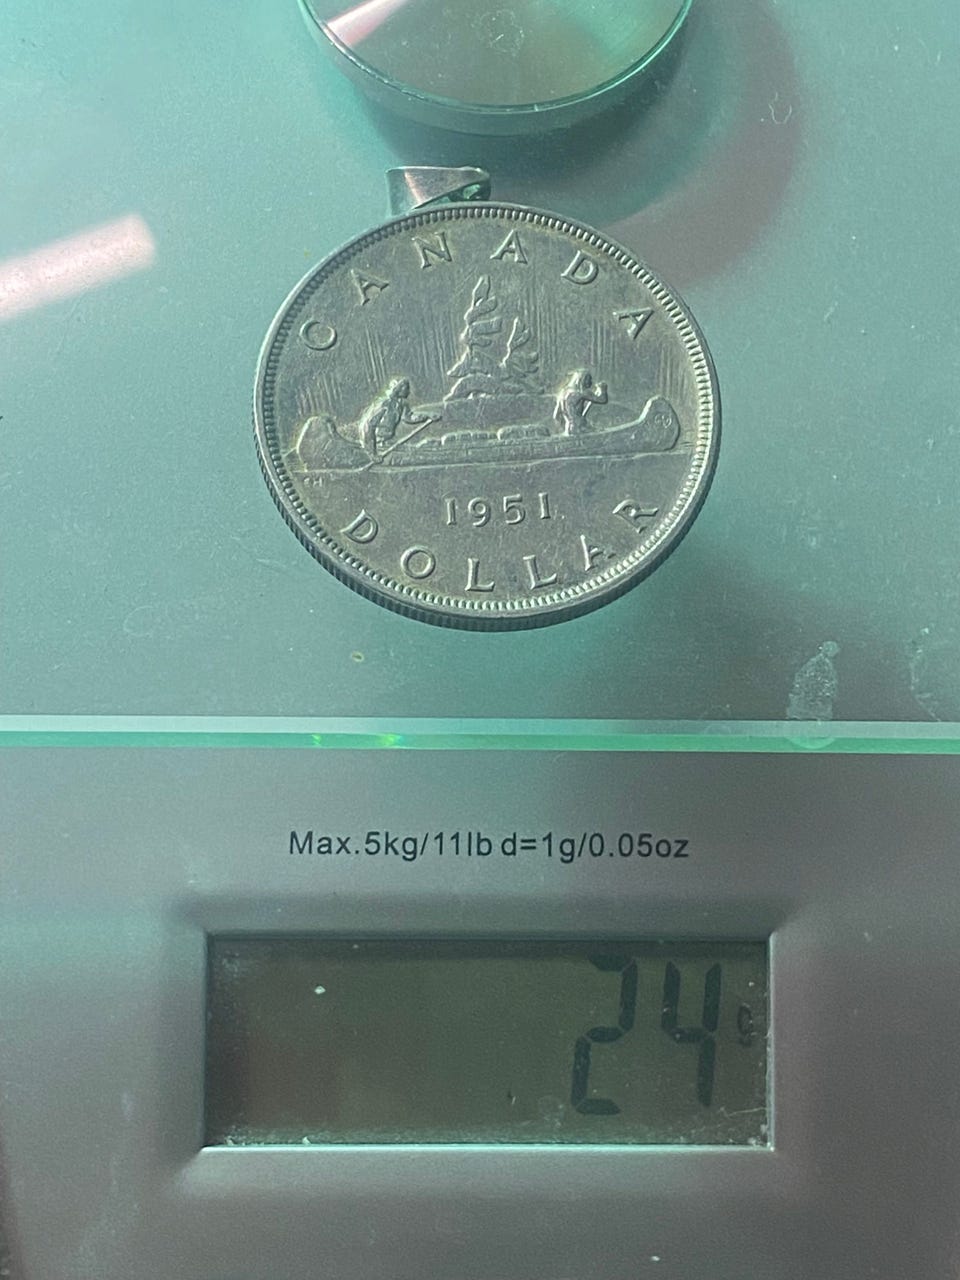 CANADA
1951
DOLLAR
Max.5kg/11lb d=1g/0.05oz
24 g